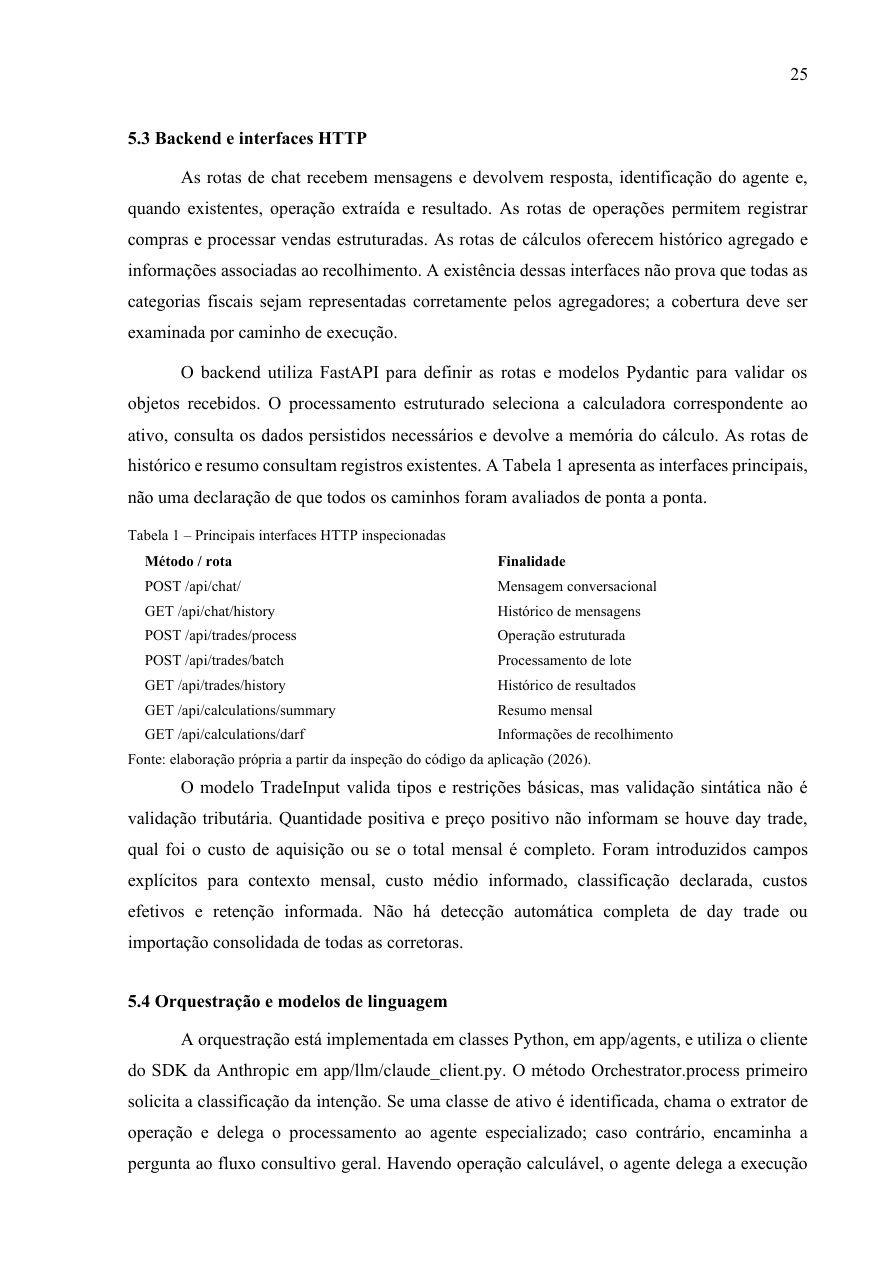 25
5.3 Backend e interfaces HTTP
As rotas de chat recebem mensagens e devolvem resposta, identificação do agente e,
quando existentes, operação extraída e resultado. As rotas de operações permitem registrar
compras e processar vendas estruturadas. As rotas de cálculos oferecem histórico agregado e
informações associadas ao recolhimento. A existência dessas interfaces não prova que todas as
categorias fiscais sejam representadas corretamente pelos agregadores; a cobertura deve ser
examinada por caminho de execução.
O backend utiliza FastAPI para definir as rotas e modelos Pydantic para validar os
objetos recebidos. O processamento estruturado seleciona a calculadora correspondente ao
ativo, consulta os dados persistidos necessários e devolve a memória do cálculo. As rotas de
histórico e resumo consultam registros existentes. A Tabela 1 apresenta as interfaces principais,
não uma declaração de que todos os caminhos foram avaliados de ponta a ponta.
Tabela 1 – Principais interfaces HTTP inspecionadas
Método / rota Finalidade
POST /api/chat/ Mensagem conversacional
GET /api/chat/history Histórico de mensagens
POST /api/trades/process Operação estruturada
POST /api/trades/batch Processamento de lote
GET /api/trades/history Histórico de resultados
GET /api/calculations/summary Resumo mensal
GET /api/calculations/darf Informações de recolhimento
Fonte: elaboração própria a partir da inspeção do código da aplicação (2026).
O modelo TradeInput valida tipos e restrições básicas, mas validação sintática não é
validação tributária. Quantidade positiva e preço positivo não informam se houve day trade,
qual foi o custo de aquisição ou se o total mensal é completo. Foram introduzidos campos
explícitos para contexto mensal, custo médio informado, classificação declarada, custos
efetivos e retenção informada. Não há detecção automática completa de day trade ou
importação consolidada de todas as corretoras.
5.4 Orquestração e modelos de linguagem
A orquestração está implementada em classes Python, em app/agents, e utiliza o cliente
do SDK da Anthropic em app/llm/claude_client.py. O método Orchestrator.process primeiro
solicita a classificação da intenção. Se uma classe de ativo é identificada, chama o extrator de
operação e delega o processamento ao agente especializado; caso contrário, encaminha a
pergunta ao fluxo consultivo geral. Havendo operação calculável, o agente delega a execução